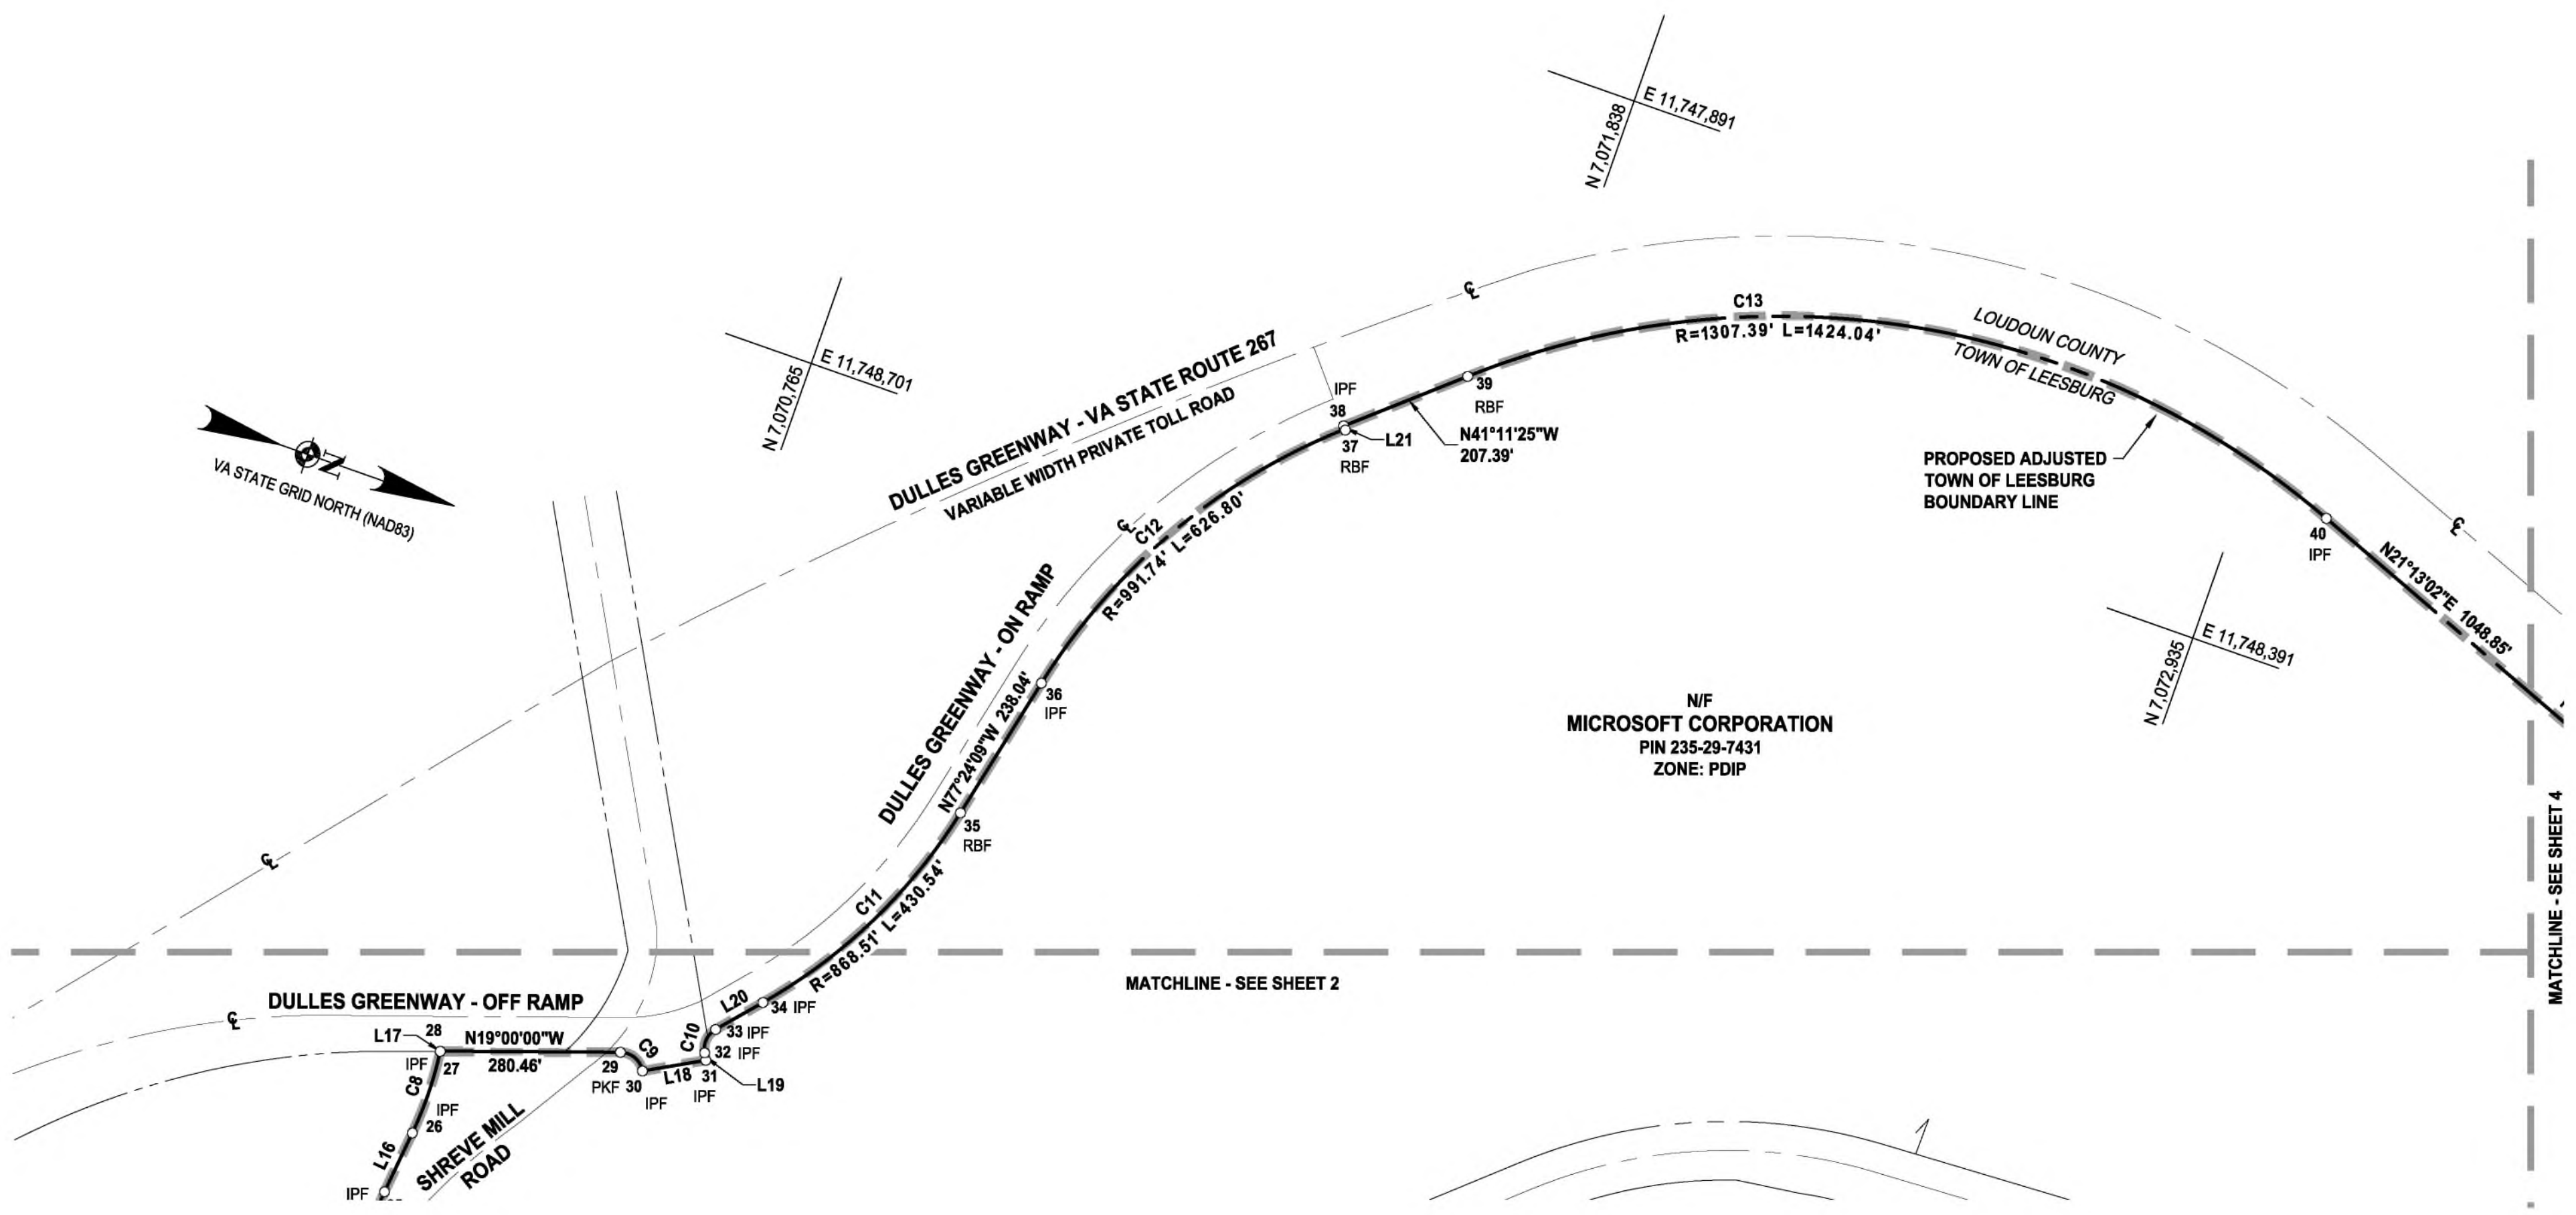 E 11,747,891
N 7,071,838
E 11,748,701
N 7,070,765
N
VA STATE GRID NORTH (NAD83)
DULLES GREENWAY - VA STATE ROUTE 267
VARIABLE WIDTH PRIVATE TOLL ROAD
℄
C13
R=1307.39' L=1424.04'
LOUDOUN COUNTY
TOWN OF LEESBURG
IPF
38
37
RBF
L21
39
RBF
N41°11'25"W
207.39'
PROPOSED ADJUSTED
TOWN OF LEESBURG
BOUNDARY LINE
40
IPF
℄
N21°13'02"E 1048.85'
E 11,748,391
N 7,072,935
℄
C12
R=991.74' L=626.80'
DULLES GREENWAY - ON RAMP
36
IPF
N77°24'09"W 238.04'
35
RBF
N/F
MICROSOFT CORPORATION
PIN 235-29-7431
ZONE: PDIP
℄
C11
R=868.51' L=430.54'
MATCHLINE - SEE SHEET 4
MATCHLINE - SEE SHEET 2
DULLES GREENWAY - OFF RAMP
℄
L17
28
N19°00'00"W
280.46'
IPF
27
C8
IPF
26
L16
IPF
SHREVE MILL
ROAD
29
PKF
C9
30
IPF
L18
31
IPF
L19
C10
32
IPF
33
IPF
L20
34 IPF